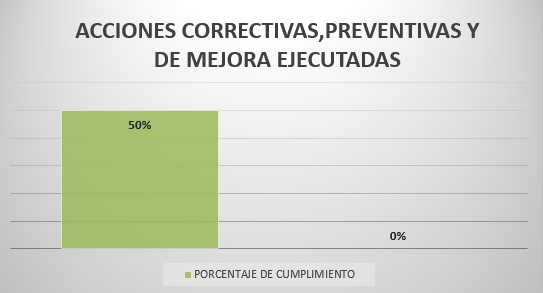 ACCIONES CORRECTIVAS,PREVENTIVAS Y
DE MEJORA EJECUTADAS
50%
0%
PORCENTAJE DE CUMPLIMIENTO